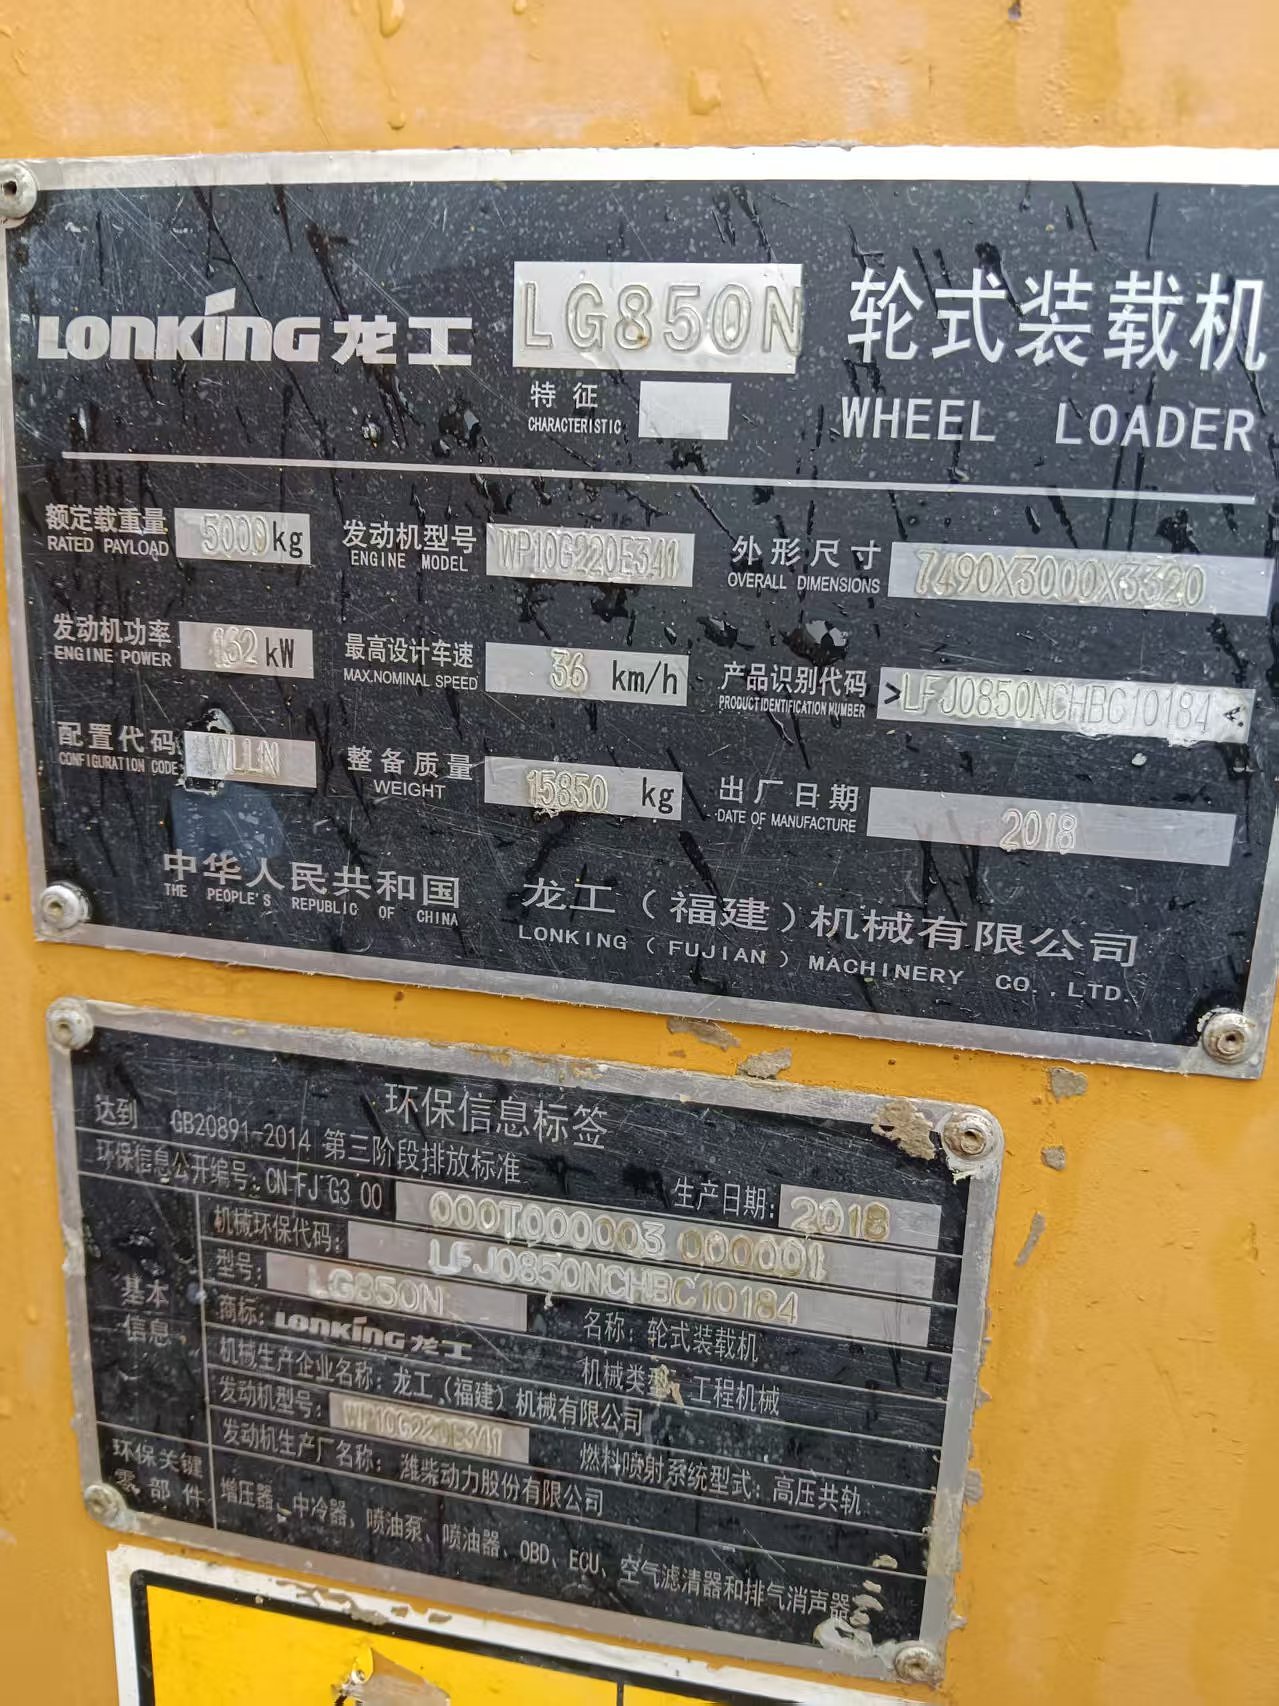 LONKING 龙工 LG850N 轮式装载机
特征
CHARACTERISTIC
WHEEL LOADER
额定载重量 5000kg 发动机型号 WP10G220E341 外形尺寸 7490X3000X3320
RATED PAYLOAD ENGINE MODEL OVERALL DIMENSIONS
发动机功率 162kW 最高设计车速 36 km/h 产品识别代码 >LFJ0850NCHBC10184<
ENGINE POWER MAX.NOMINAL SPEED PRODUCT IDENTIFICATION NUMBER
配置代码 WLLN 整备质量 15850 kg 出厂日期 2018
CONFIGURATION CODE WEIGHT DATE OF MANUFACTURE
中华人民共和国 龙工（福建）机械有限公司
THE PEOPLE'S REPUBLIC OF CHINA LONKING (FUJIAN) MACHINERY CO.,LTD.
环保信息标签
达到 GB20891-2014 第三阶段排放标准 生产日期: 2018
环保信息公开编号: CN FJ G3 00 000T000003 000001
基本信息
机械环保代码: LFJ0850NCHBC10184
型号: LG850N 名称: 轮式装载机
商标: LONKING 龙工 机械类型: 工程机械
机械生产企业名称: 龙工（福建）机械有限公司
发动机型号: WP10G220E341 燃料喷射系统型式: 高压共轨
发动机生产厂名称: 潍柴动力股份有限公司
环保关键零部件 增压器、中冷器、喷油泵、喷油器、OBD、ECU、空气滤清器和排气消声器